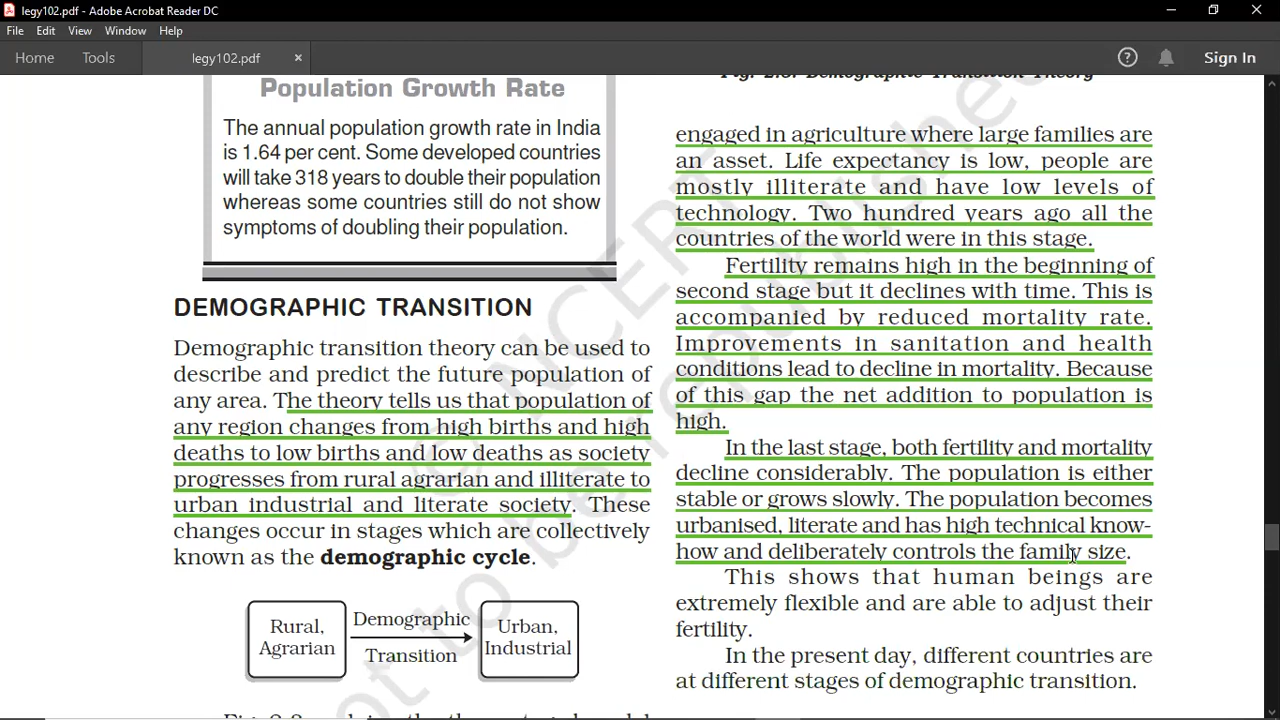 legy102.pdf - Adobe Acrobat Reader DC
File Edit View Window Help
Home Tools legy102.pdf × Sign In
Population Growth Rate
The annual population growth rate in India
is 1.64 per cent. Some developed countries
will take 318 years to double their population
whereas some countries still do not show
symptoms of doubling their population.
DEMOGRAPHIC TRANSITION
Demographic transition theory can be used to
describe and predict the future population of
any area. The theory tells us that population of
any region changes from high births and high
deaths to low births and low deaths as society
progresses from rural agrarian and illiterate to
urban industrial and literate society. These
changes occur in stages which are collectively
known as the demographic cycle.
Rural,
Agrarian
Demographic
Transition
Urban,
Industrial
Fig. 2.3: Demographic Transition Theory
engaged in agriculture where large families are
an asset. Life expectancy is low, people are
mostly illiterate and have low levels of
technology. Two hundred years ago all the
countries of the world were in this stage.
Fertility remains high in the beginning of
second stage but it declines with time. This is
accompanied by reduced mortality rate.
Improvements in sanitation and health
conditions lead to decline in mortality. Because
of this gap the net addition to population is
high.
In the last stage, both fertility and mortality
decline considerably. The population is either
stable or grows slowly. The population becomes
urbanised, literate and has high technical know-
how and deliberately controls the family size.
This shows that human beings are
extremely flexible and are able to adjust their
fertility.
In the present day, different countries are
at different stages of demographic transition.
© NCERT
not to be republished